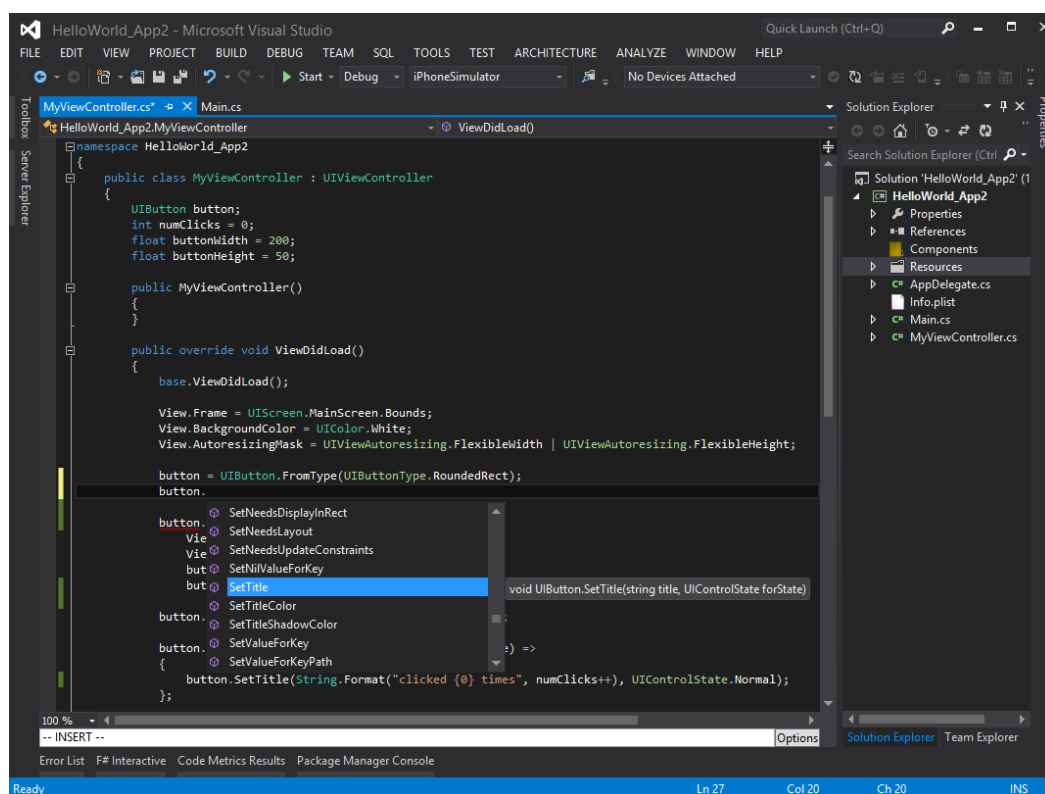 HelloWorld_App2 - Microsoft Visual Studio
Quick Launch (Ctrl+Q)
FILE EDIT VIEW PROJECT BUILD DEBUG TEAM SQL TOOLS TEST ARCHITECTURE ANALYZE WINDOW HELP
Start Debug iPhoneSimulator No Devices Attached
Toolbox
Server Explorer
MyViewController.cs* Main.cs
HelloWorld_App2.MyViewController ViewDidLoad()
namespace HelloWorld_App2
{
public class MyViewController : UIViewController
{
UIButton button;
int numClicks = 0;
float buttonWidth = 200;
float buttonHeight = 50;
public MyViewController()
{
}
public override void ViewDidLoad()
{
base.ViewDidLoad();
View.Frame = UIScreen.MainScreen.Bounds;
View.BackgroundColor = UIColor.White;
View.AutoresizingMask = UIViewAutoresizing.FlexibleWidth | UIViewAutoresizing.FlexibleHeight;
button = UIButton.FromType(UIButtonType.RoundedRect);
button.
button.
Vie
Vie
but
but
button.
button. ) =>
{
button.SetTitle(String.Format("clicked {0} times", numClicks++), UIControlState.Normal);
};
SetNeedsDisplayInRect
SetNeedsLayout
SetNeedsUpdateConstraints
SetNilValueForKey
SetTitle
SetTitleColor
SetTitleShadowColor
SetValueForKey
SetValueForKeyPath
void UIButton.SetTitle(string title, UIControlState forState)
100 %
-- INSERT --
Options
Solution Explorer
Search Solution Explorer (Ctrl
Solution 'HelloWorld_App2' (1
HelloWorld_App2
Properties
References
Components
Resources
C# AppDelegate.cs
Info.plist
C# Main.cs
C# MyViewController.cs
Solution Explorer Team Explorer
Properties
Error List F# Interactive Code Metrics Results Package Manager Console
Ready Ln 27 Col 20 Ch 20 INS